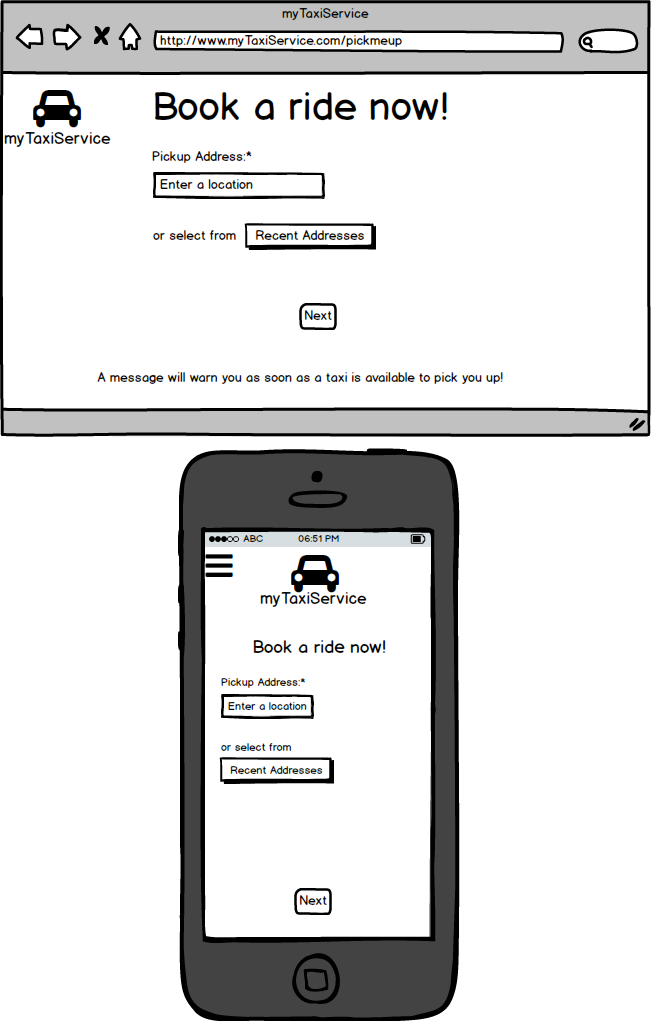 myTaxiService
http://www.myTaxiService.com/pickmeup
myTaxiService
Book a ride now!
Pickup Address:*
Enter a location
or select from Recent Addresses
Next
A message will warn you as soon as a taxi is available to pick you up!
ABC 06:51 PM
myTaxiService
Book a ride now!
Pickup Address:*
Enter a location
or select from
Recent Addresses
Next